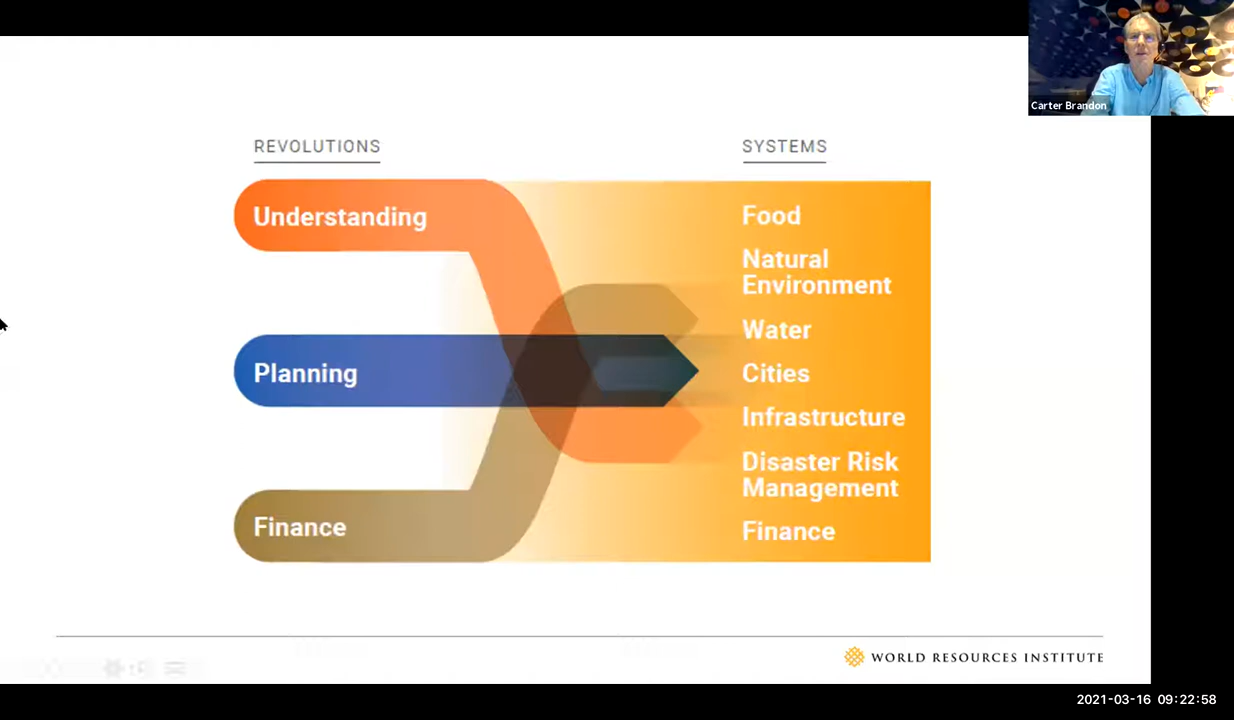 Carter Brandon
REVOLUTIONS
SYSTEMS
Understanding
Planning
Finance
Food
Natural
Environment
Water
Cities
Infrastructure
Disaster Risk
Management
Finance
WORLD RESOURCES INSTITUTE
2021-03-16 09:22:58